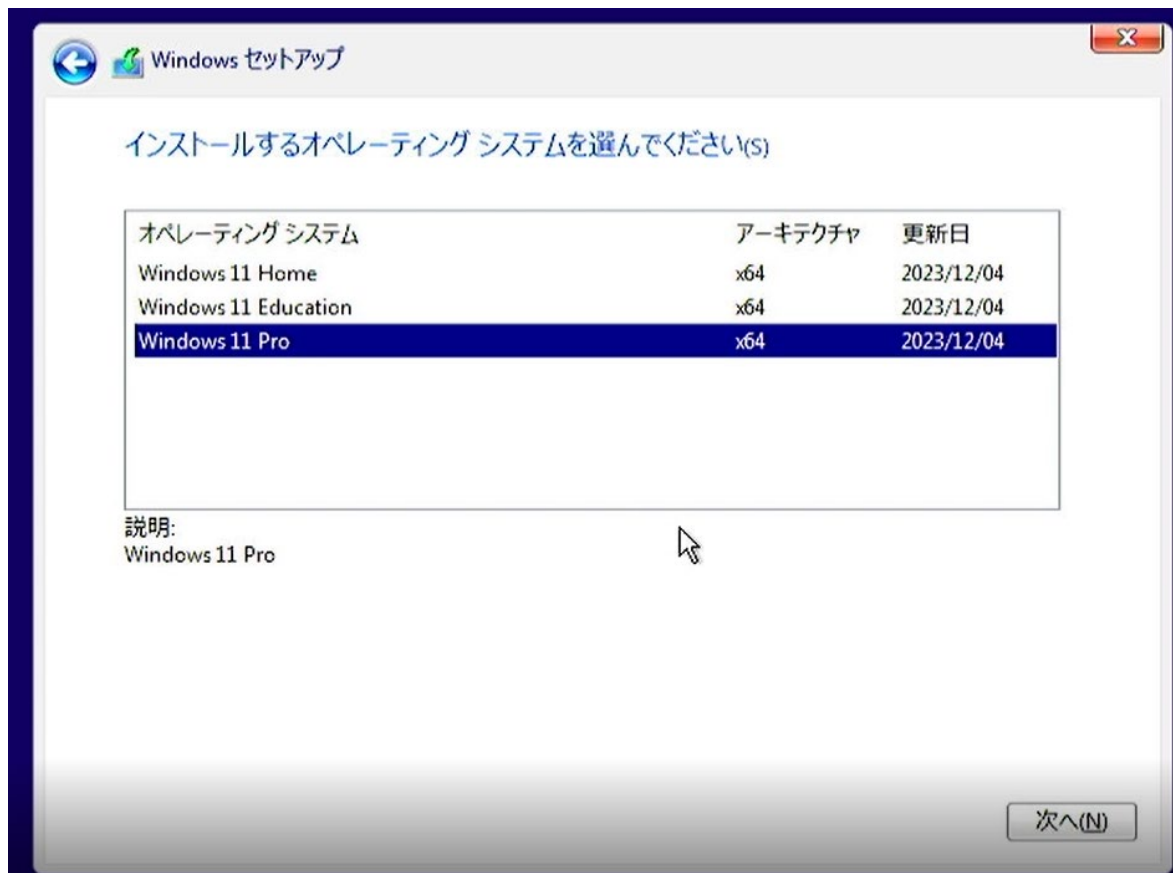 Windows セットアップ
インストールするオペレーティング システムを選んでください(S)
オペレーティング システム アーキテクチャ 更新日
Windows 11 Home x64 2023/12/04
Windows 11 Education x64 2023/12/04
Windows 11 Pro x64 2023/12/04
説明:
Windows 11 Pro
次へ(N)